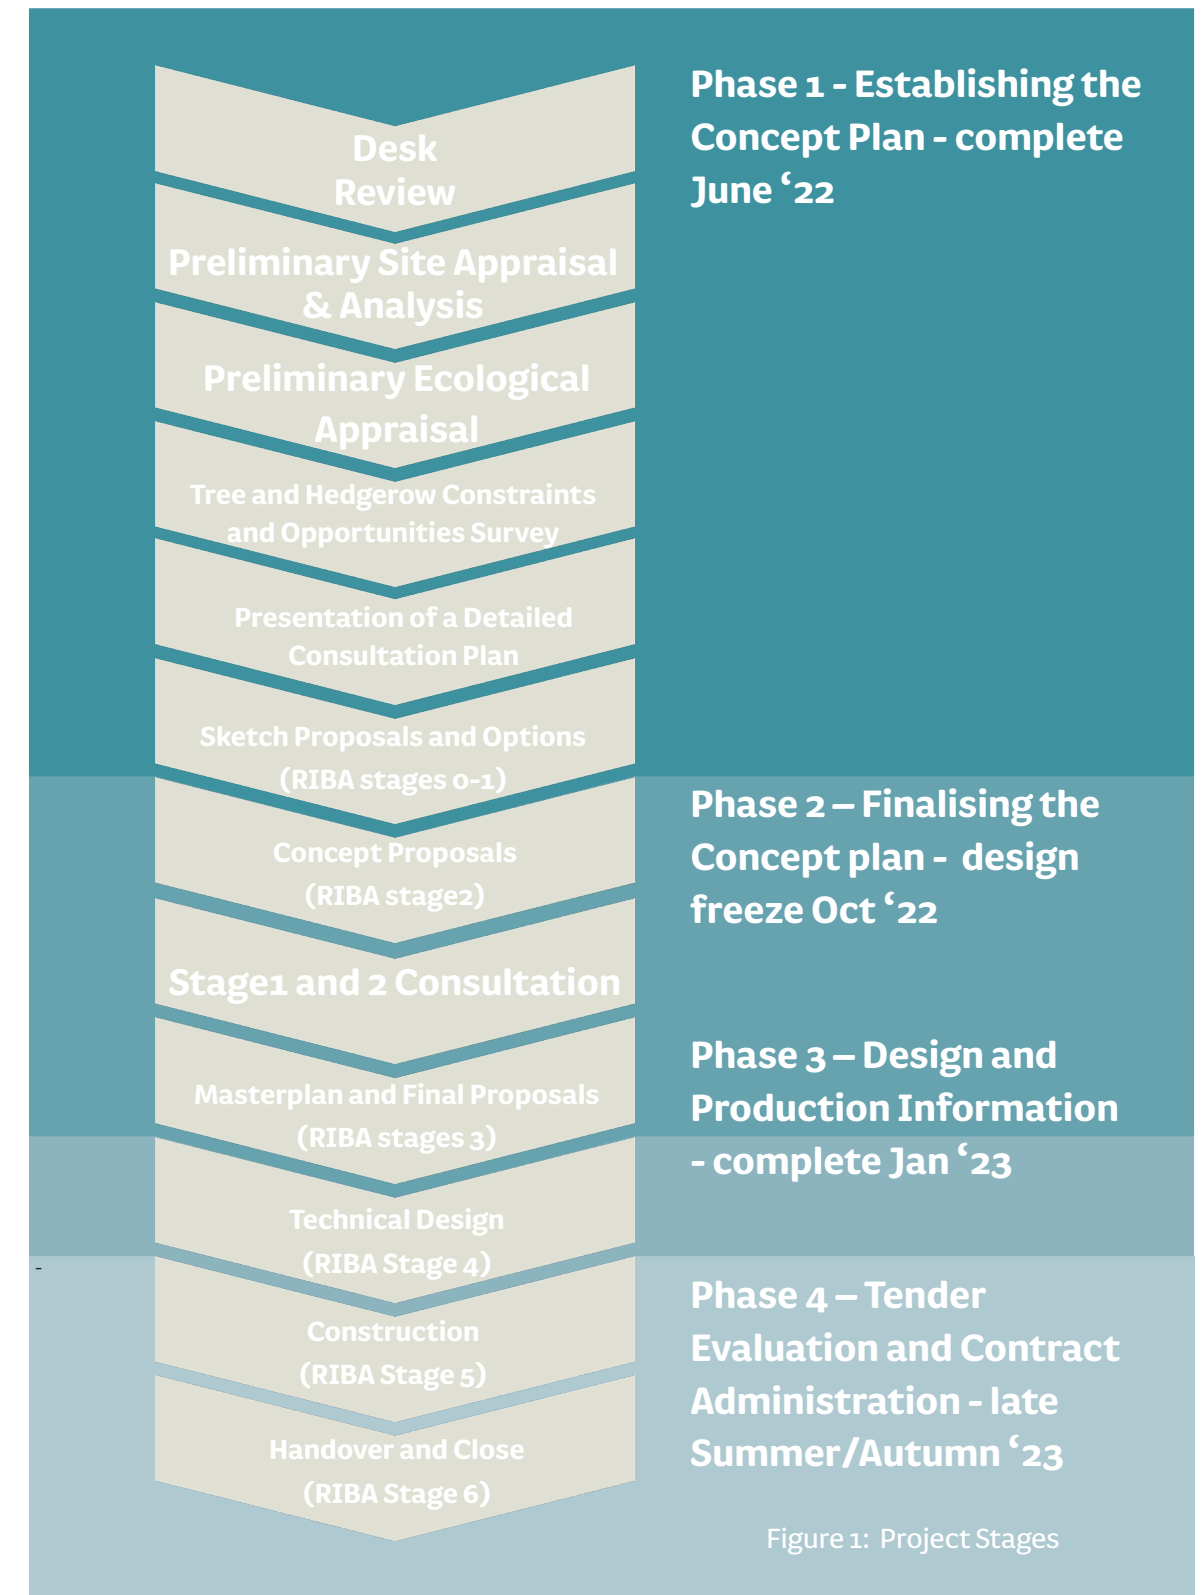 Phase 1 - Establishing the
Concept Plan - complete
June ‘22
Desk
Review
Preliminary Site Appraisal
& Analysis
Preliminary Ecological
Appraisal
Tree and Hedgerow Constraints
and Opportunities Survey
Presentation of a Detailed
Consultation Plan
Sketch Proposals and Options
(RIBA stages 0-1)
Phase 2 – Finalising the
Concept plan - design
freeze Oct ‘22
Concept Proposals
(RIBA stage2)
Stage1 and 2 Consultation
Phase 3 – Design and
Production Information
- complete Jan ‘23
Masterplan and Final Proposals
(RIBA stages 3)
Technical Design
(RIBA Stage 4)
-
Phase 4 – Tender
Evaluation and Contract
Administration - late
Summer/Autumn ‘23
Construction
(RIBA Stage 5)
Handover and Close
(RIBA Stage 6)
Figure 1: Project Stages